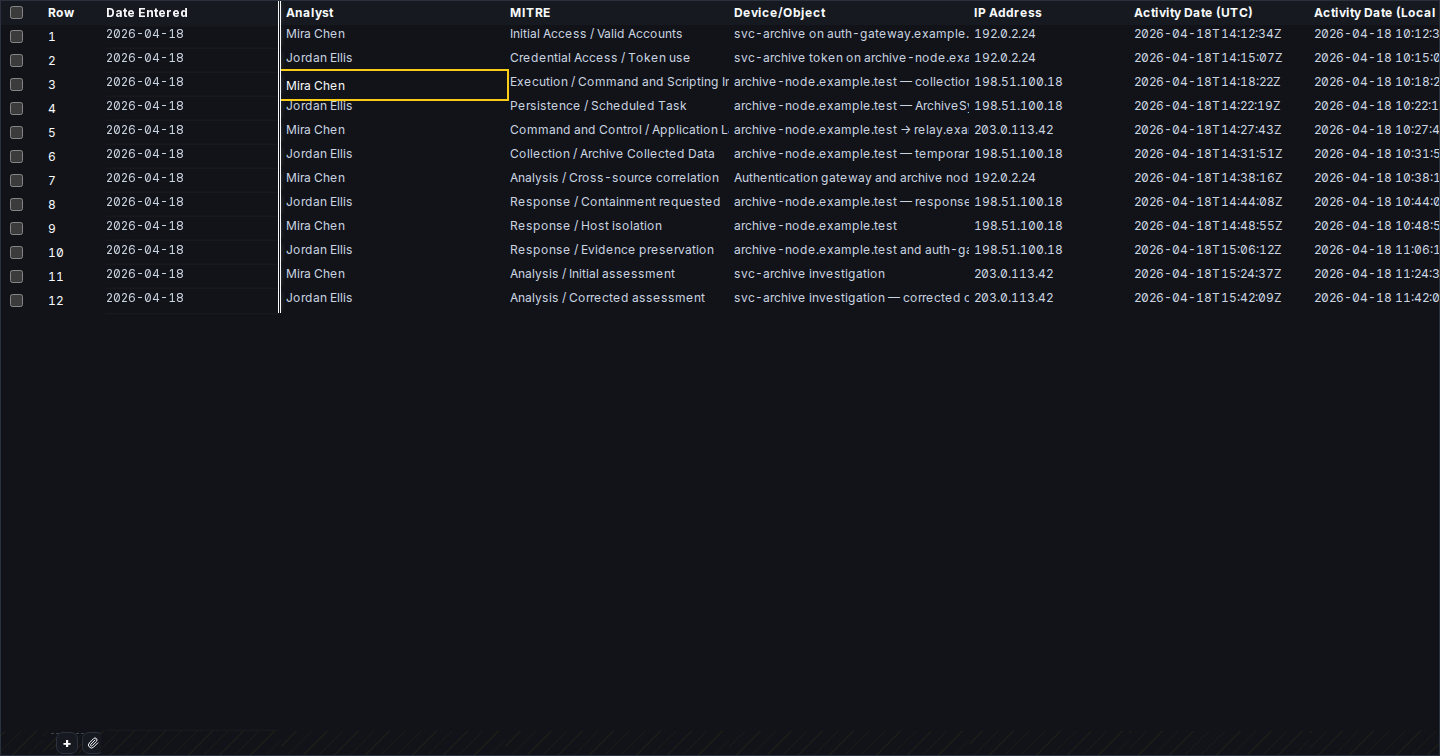 Row Date Entered Analyst MITRE Device/Object IP Address Activity Date (UTC) Activity Date (Local
1 2026-04-18 Mira Chen Initial Access / Valid Accounts svc-archive on auth-gateway.example. 192.0.2.24 2026-04-18T14:12:34Z 2026-04-18 10:12:3
2 2026-04-18 Jordan Ellis Credential Access / Token use svc-archive token on archive-node.exa 192.0.2.24 2026-04-18T14:15:07Z 2026-04-18 10:15:0
3 2026-04-18 Mira Chen Execution / Command and Scripting Ir archive-node.example.test — collection 198.51.100.18 2026-04-18T14:18:22Z 2026-04-18 10:18:2
4 2026-04-18 Jordan Ellis Persistence / Scheduled Task archive-node.example.test — ArchiveSy 198.51.100.18 2026-04-18T14:22:19Z 2026-04-18 10:22:1
5 2026-04-18 Mira Chen Command and Control / Application L archive-node.example.test → relay.exa 203.0.113.42 2026-04-18T14:27:43Z 2026-04-18 10:27:4
6 2026-04-18 Jordan Ellis Collection / Archive Collected Data archive-node.example.test — temporar 198.51.100.18 2026-04-18T14:31:51Z 2026-04-18 10:31:5
7 2026-04-18 Mira Chen Analysis / Cross-source correlation Authentication gateway and archive nod 192.0.2.24 2026-04-18T14:38:16Z 2026-04-18 10:38:1
8 2026-04-18 Jordan Ellis Response / Containment requested archive-node.example.test — response 198.51.100.18 2026-04-18T14:44:08Z 2026-04-18 10:44:0
9 2026-04-18 Mira Chen Response / Host isolation archive-node.example.test 198.51.100.18 2026-04-18T14:48:55Z 2026-04-18 10:48:5
10 2026-04-18 Jordan Ellis Response / Evidence preservation archive-node.example.test and auth-ga 198.51.100.18 2026-04-18T15:06:12Z 2026-04-18 11:06:1
11 2026-04-18 Mira Chen Analysis / Initial assessment svc-archive investigation 203.0.113.42 2026-04-18T15:24:37Z 2026-04-18 11:24:3
12 2026-04-18 Jordan Ellis Analysis / Corrected assessment svc-archive investigation — corrected c 203.0.113.42 2026-04-18T15:42:09Z 2026-04-18 11:42:0